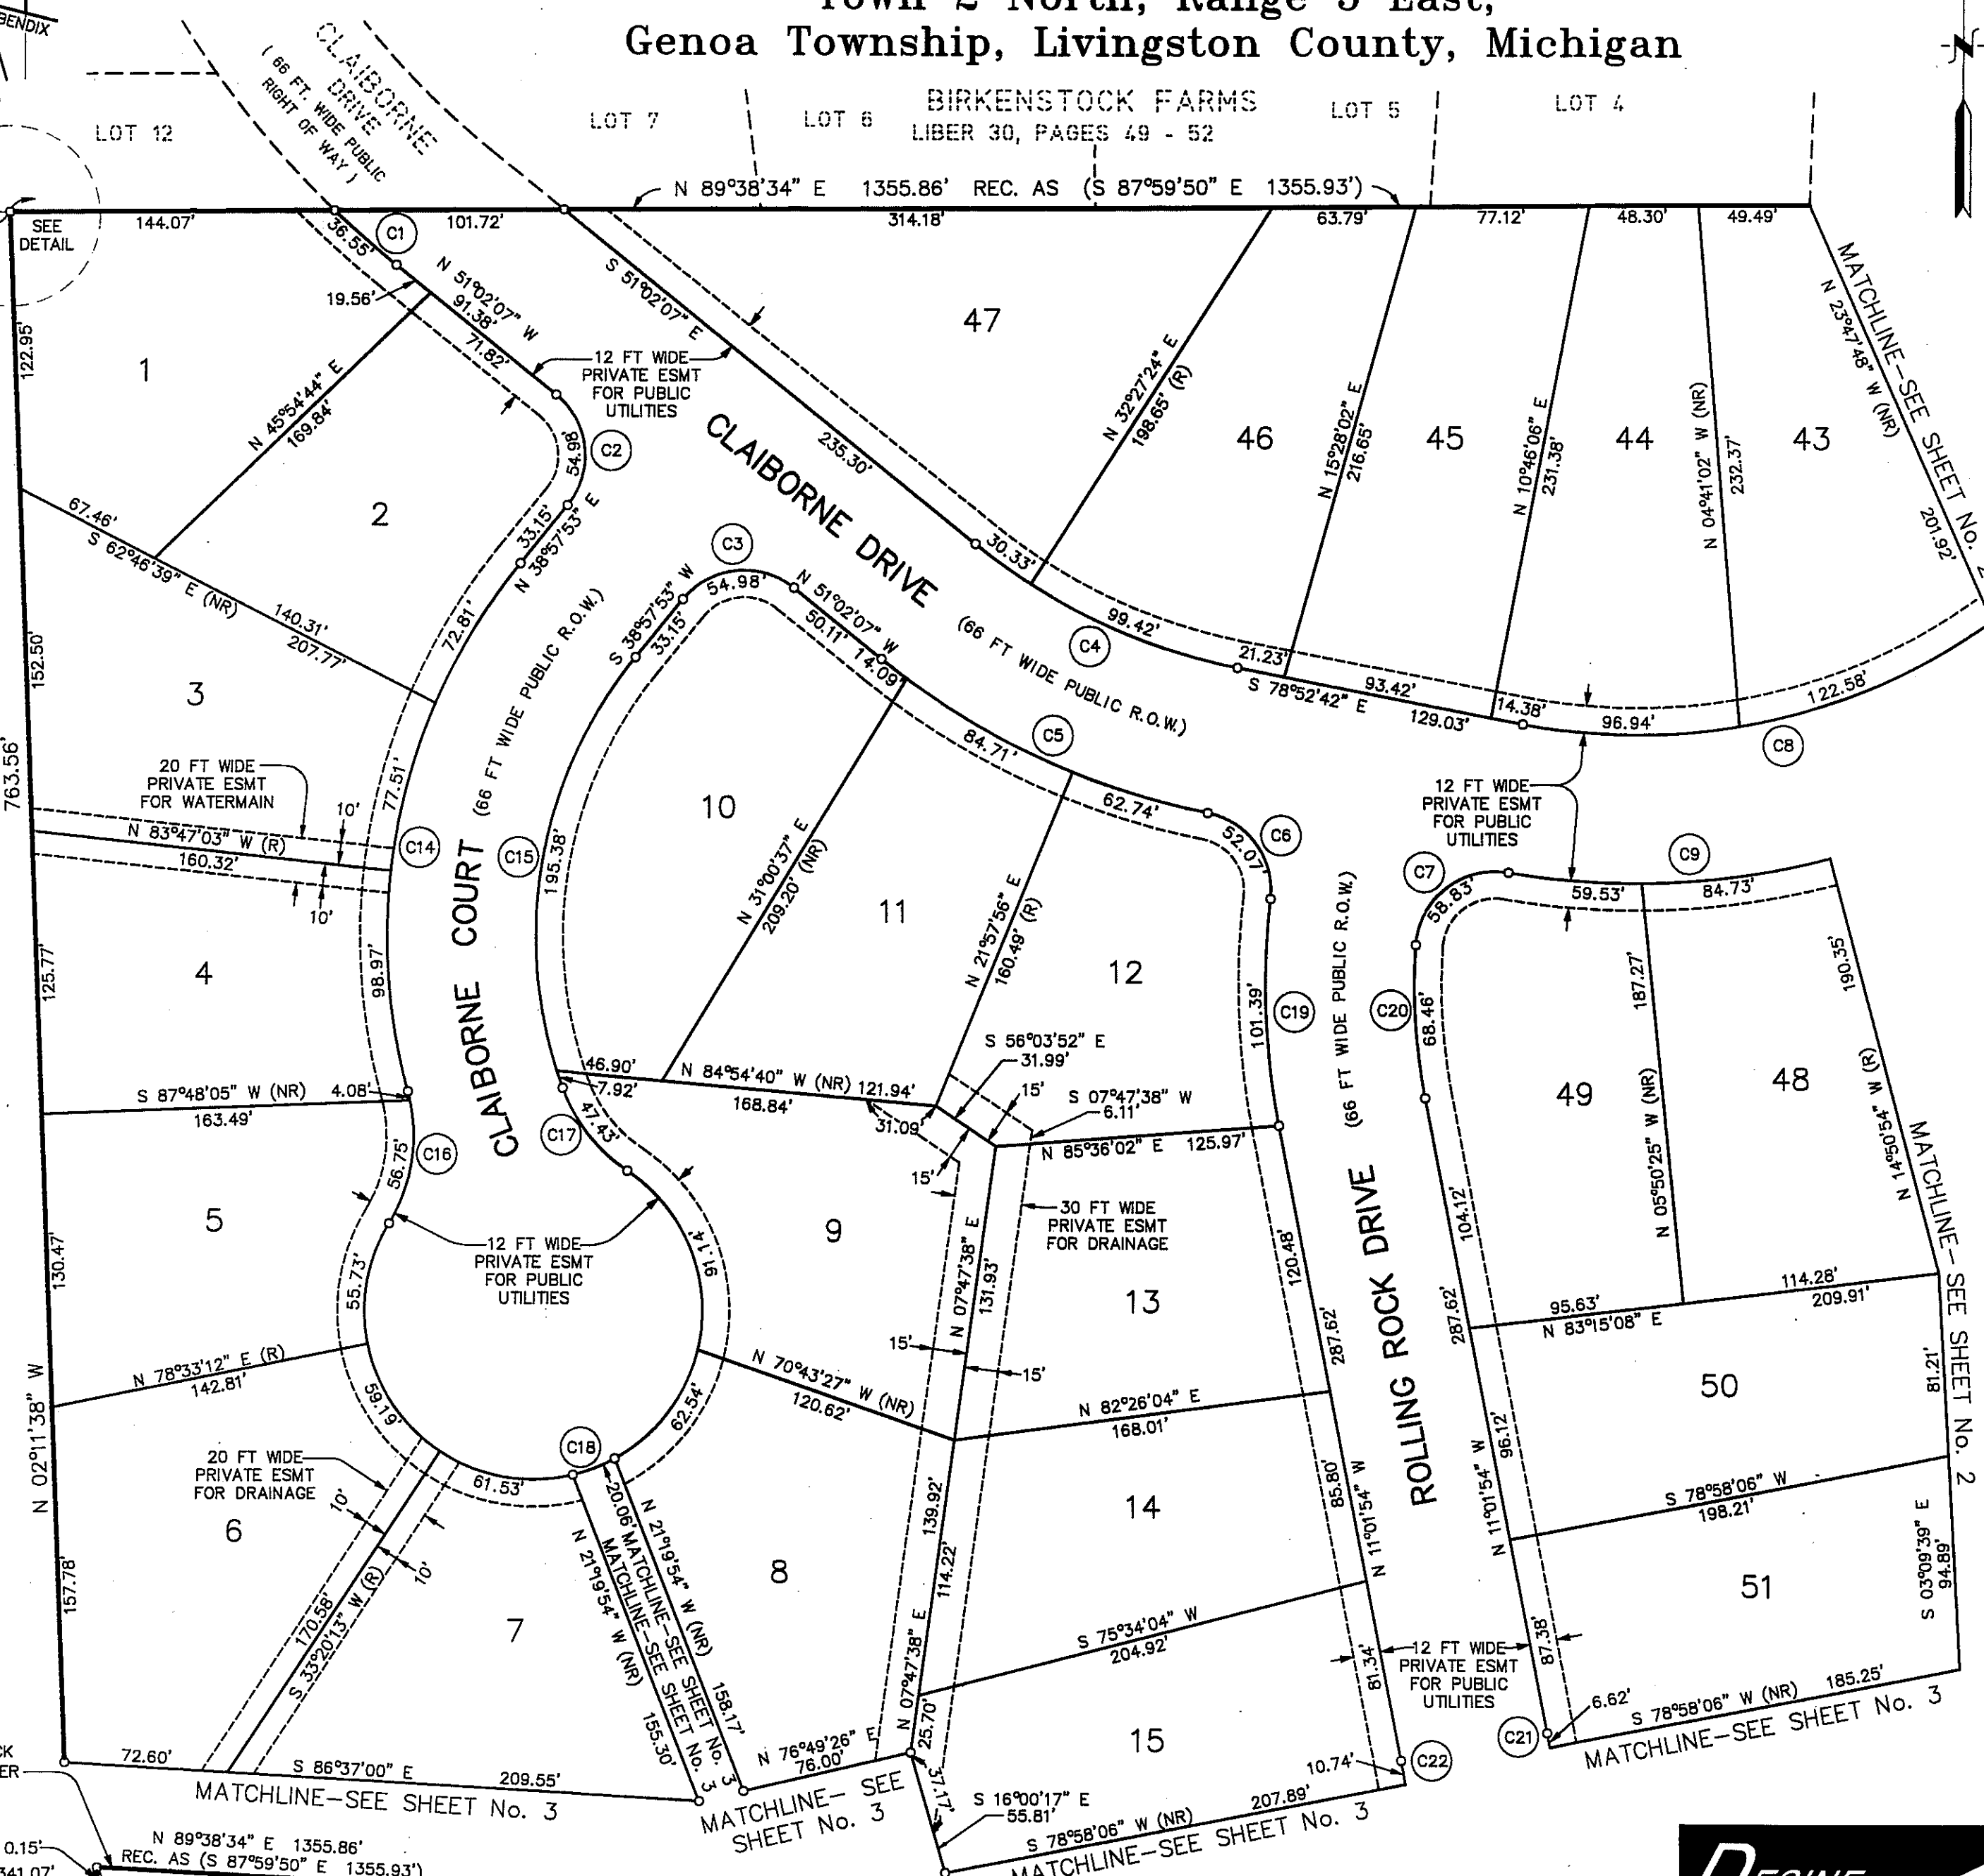 Genoa Township, Livingston County, Michigan
CLAIBORNE
DRIVE
( 66 FT. WIDE PUBLIC
RIGHT OF WAY )
BIRKENSTOCK FARMS
LIBER 30, PAGES 49 - 52
LOT 12
LOT 7
LOT 6
LOT 5
LOT 4
N 89°38'34" E 1355.86' REC. AS (S 87°59'50" E 1355.93')
SEE
DETAIL
144.07'
36.55'
C1
101.72'
314.18'
63.79'
77.12'
48.30'
49.49'
MATCHLINE-SEE SHEET No. 2
N 23°47'48" W (NR)
201.92'
19.56'
N 51°02'07" W
91.38'
71.82'
S 51°02'07" E
235.30'
12 FT WIDE
PRIVATE ESMT
FOR PUBLIC
UTILITIES
1
2
47
46
45
44
43
122.95'
N 45°54'44" E
169.84'
54.98'
C2
CLAIBORNE DRIVE
(66 FT WIDE PUBLIC R.O.W.)
N 32°27'24" E
198.65' (R)
N 15°28'02" E
216.65'
N 10°46'06" E
231.38'
N 04°41'02" W (NR)
232.37'
67.46'
S 62°46'39" E (NR)
140.31'
207.77'
33.15'
N 38°57'53" E
C3
54.98'
S 38°57'53" W
33.15'
N 51°02'07" W
50.11'
14.09'
30.33'
99.42'
C4
21.23'
S 78°52'42" E
93.42'
129.03'
14.38'
96.94'
122.58'
C8
152.50'
763.56'
3
72.81'
77.51'
(66 FT WIDE PUBLIC R.O.W.)
20 FT WIDE
PRIVATE ESMT
FOR WATERMAIN
10'
N 83°47'03" W (R)
160.32'
10'
C14
C15
195.38'
CLAIBORNE COURT
10
N 31°00'37" E
209.20' (NR)
84.71'
C5
62.74'
52.07'
C6
11
N 21°57'56" E
160.49' (R)
12
12 FT WIDE
PRIVATE ESMT
FOR PUBLIC
UTILITIES
C7
58.83'
59.53'
C9
84.73'
4
125.77'
98.97'
101.39'
C19
(66 FT WIDE PUBLIC R.O.W.)
C20
68.46'
187.27'
190.35'
S 87°48'05" W (NR)
4.08'
163.49'
46.90'
7.92'
N 84°54'40" W (NR) 121.94'
168.84'
S 56°03'52" E
31.99'
15'
S 07°47'38" W
6.11'
31.09'
15'
N 85°36'02" E 125.97'
49
48
N 05°50'25" W (NR)
N 14°50'54" W (R)
MATCHLINE-SEE SHEET No. 2
C16
56.75'
C17
47.43'
5
130.47'
55.73'
12 FT WIDE
PRIVATE ESMT
FOR PUBLIC
UTILITIES
91.14'
9
N 07°47'38" E
131.93'
30 FT WIDE
PRIVATE ESMT
FOR DRAINAGE
13
120.48'
287.62'
ROLLING ROCK DRIVE
104.12'
287.62'
95.63'
N 83°15'08" E
114.28'
209.91'
N 78°33'12" E (R)
142.81'
59.19'
N 70°43'27" W (NR)
120.62'
15'
15'
N 82°26'04" E
168.01'
50
81.21'
N 02°11'38" W
20 FT WIDE
PRIVATE ESMT
FOR DRAINAGE
10'
10'
6
61.53'
C18
62.54'
20.06'
139.92'
114.22'
14
85.80'
N 11°01'54" W
N 11°01'54" W
96.12'
S 78°58'06" W
198.21'
S 03°09'39" E
94.89'
157.78'
170.58'
S 33°20'13" W (R)
7
N 21°19'54" W (NR)
155.30'
MATCHLINE-SEE SHEET No. 3
MATCHLINE-SEE SHEET No. 3
N 21°19'54" W (NR)
158.17'
8
N 07°47'38" E
25.70'
S 75°34'04" W
204.92'
81.34'
12 FT WIDE
PRIVATE ESMT
FOR PUBLIC
UTILITIES
87.38'
51
72.60'
S 86°37'00" E
209.55'
MATCHLINE-SEE SHEET No. 3
N 76°49'26" E
76.00'
MATCHLINE- SEE
SHEET No. 3
37.17'
S 16°00'17" E
55.81'
15
10.74'
C22
207.89'
S 78°58'06" W (NR)
MATCHLINE-SEE SHEET No. 3
C21
6.62'
S 78°58'06" W (NR)
185.25'
MATCHLINE-SEE SHEET No. 3
0.15'
N 89°38'34" E 1355.86'
REC. AS (S 87°59'50" E 1355.93')